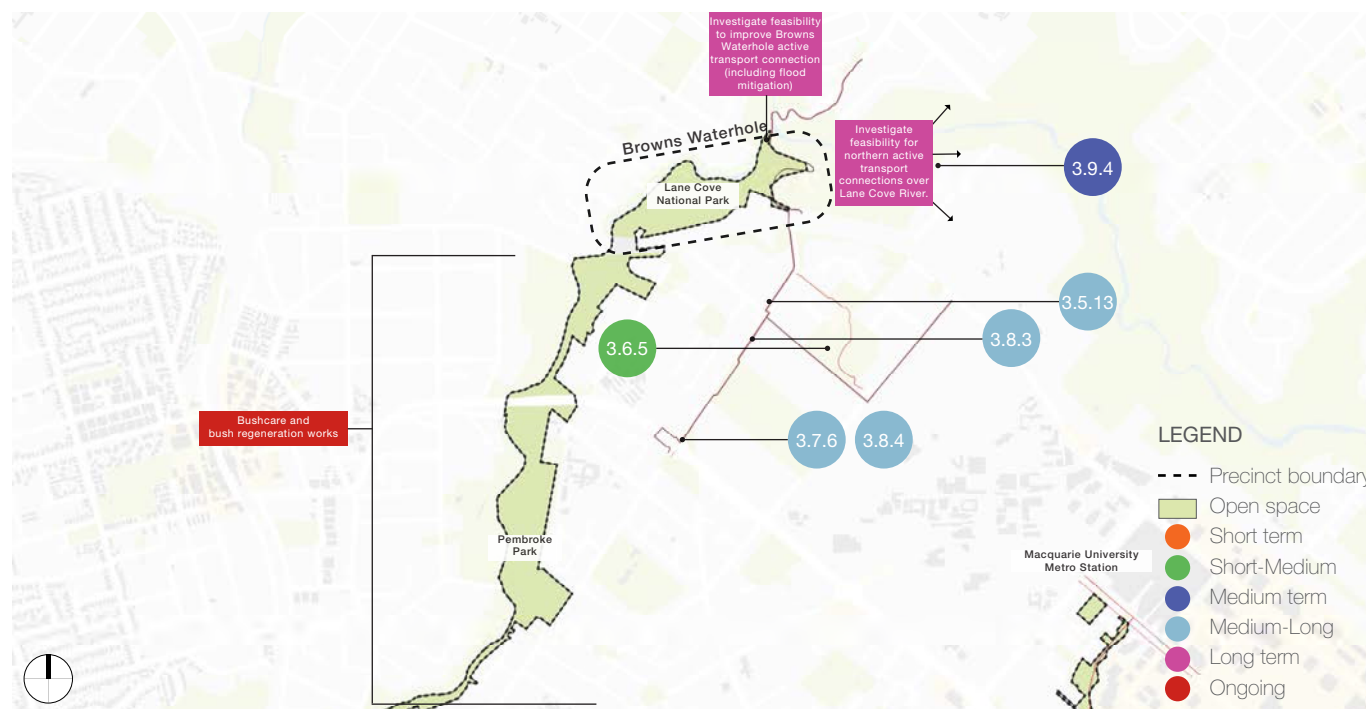 Investigate feasibility
to improve Browns
Waterhole active
transport connection
(including flood
mitigation)
Browns Waterhole
Investigate
feasibility for
northern active
transport
connections over
Lane Cove River.
3.9.4
Lane Cove
National Park
3.5.13
3.8.3
3.6.5
Bushcare and
bush regeneration works
3.7.6
3.8.4
Pembroke
Park
Macquarie University
Metro Station
LEGEND
Precinct boundary
Open space
Short term
Short-Medium
Medium term
Medium-Long
Long term
Ongoing